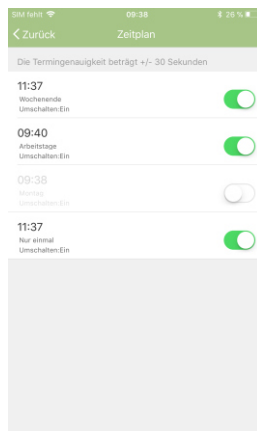 SIM fehlt 09:38 26 %
Zurück Zeitplan
Die Termingenauigkeit beträgt +/- 30 Sekunden
11:37
Wochenende
Umschalten:Ein
09:40
Arbeitstage
Umschalten:Ein
09:38
Montag
Umschalten:Ein
11:37
Nur einmal
Umschalten:Ein